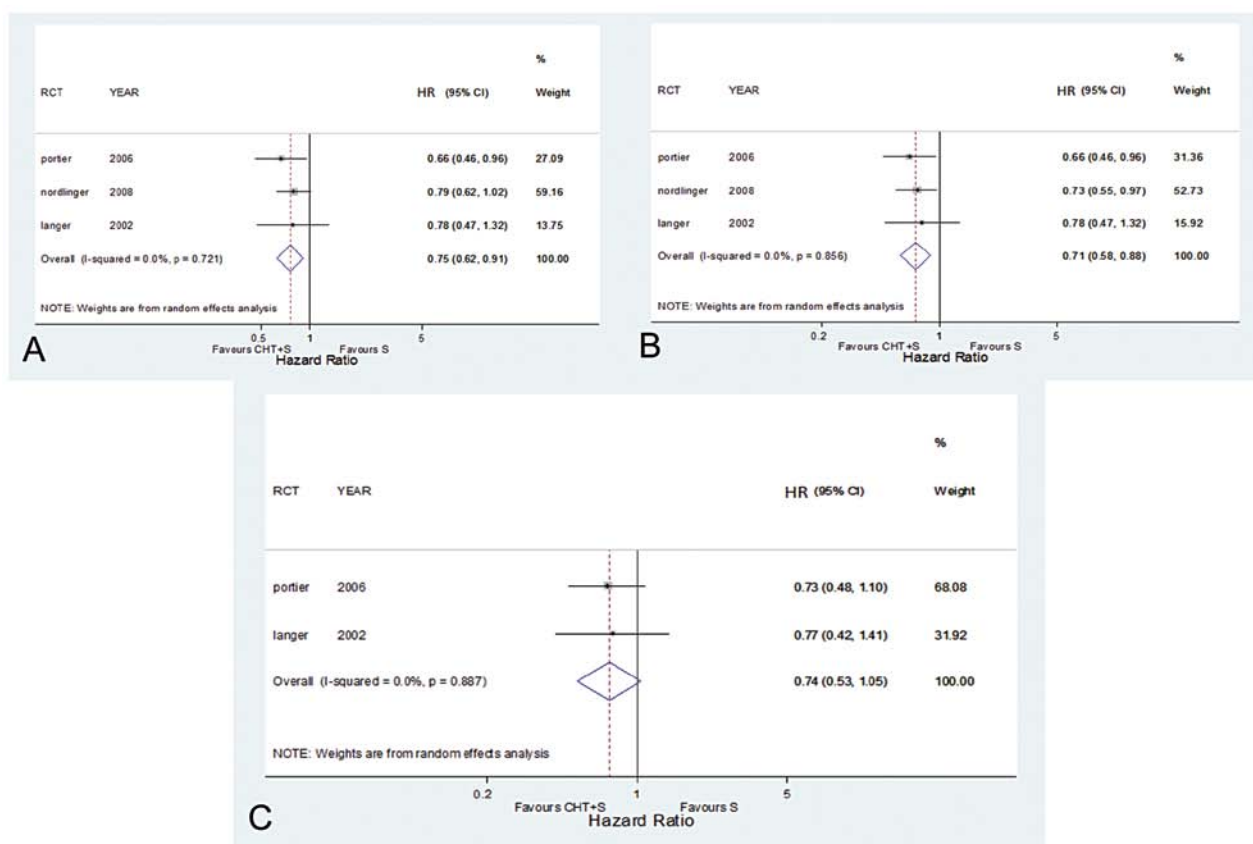 %
RCT YEAR HR (95% CI) Weight
portier 2006 0.66 (0.46, 0.96) 27.09
nordlinger 2008 0.79 (0.62, 1.02) 59.16
langer 2002 0.78 (0.47, 1.32) 13.75
Overall (I-squared = 0.0%, p = 0.721) 0.75 (0.62, 0.91) 100.00
NOTE: Weights are from random effects analysis
0.5 1 5
Favours CHT+S Favours S
Hazard Ratio
A
%
RCT YEAR HR (95% CI) Weight
portier 2006 0.66 (0.46, 0.96) 31.36
nordlinger 2008 0.73 (0.55, 0.97) 52.73
langer 2002 0.78 (0.47, 1.32) 15.92
Overall (I-squared = 0.0%, p = 0.856) 0.71 (0.58, 0.88) 100.00
NOTE: Weights are from random effects analysis
0.2 1 5
Favours CHT+S Favours S
Hazard Ratio
B
%
RCT YEAR HR (95% CI) Weight
portier 2006 0.73 (0.48, 1.10) 68.08
langer 2002 0.77 (0.42, 1.41) 31.92
Overall (I-squared = 0.0%, p = 0.887) 0.74 (0.53, 1.05) 100.00
NOTE: Weights are from random effects analysis
0.2 1 5
Favours CHT+S Favours S
Hazard Ratio
C